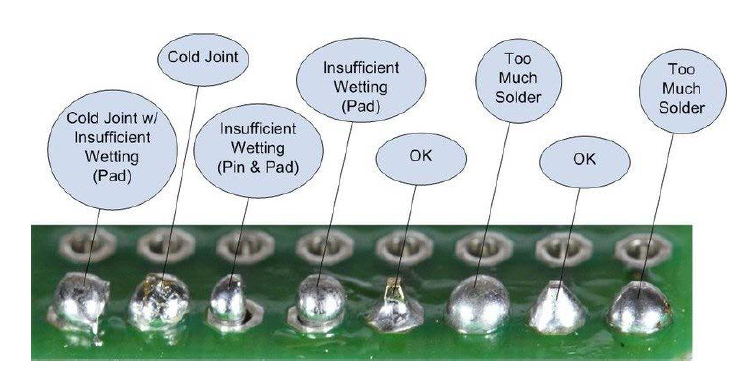 Cold Joint w/
Insufficient
Wetting
(Pad)
Cold Joint
Insufficient
Wetting
(Pin & Pad)
Insufficient
Wetting
(Pad)
OK
Too
Much
Solder
OK
Too
Much
Solder